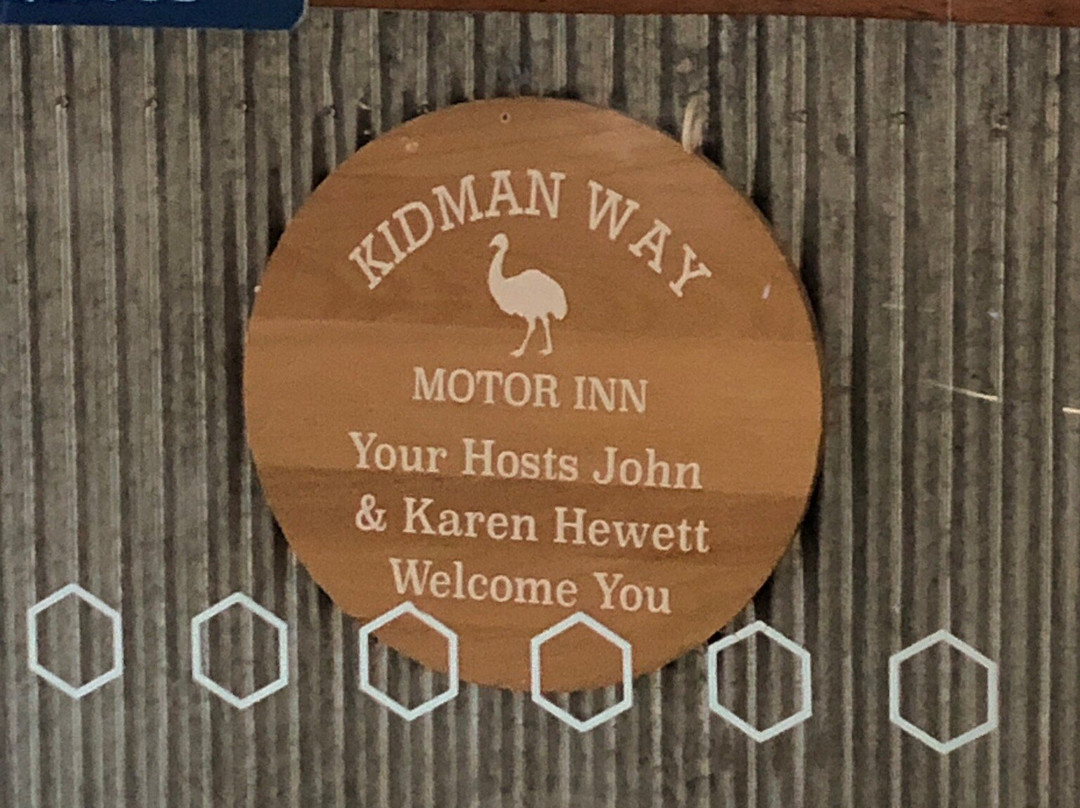 KIDMAN WAY
MOTOR INN
Your Hosts John
& Karen Hewett
Welcome You